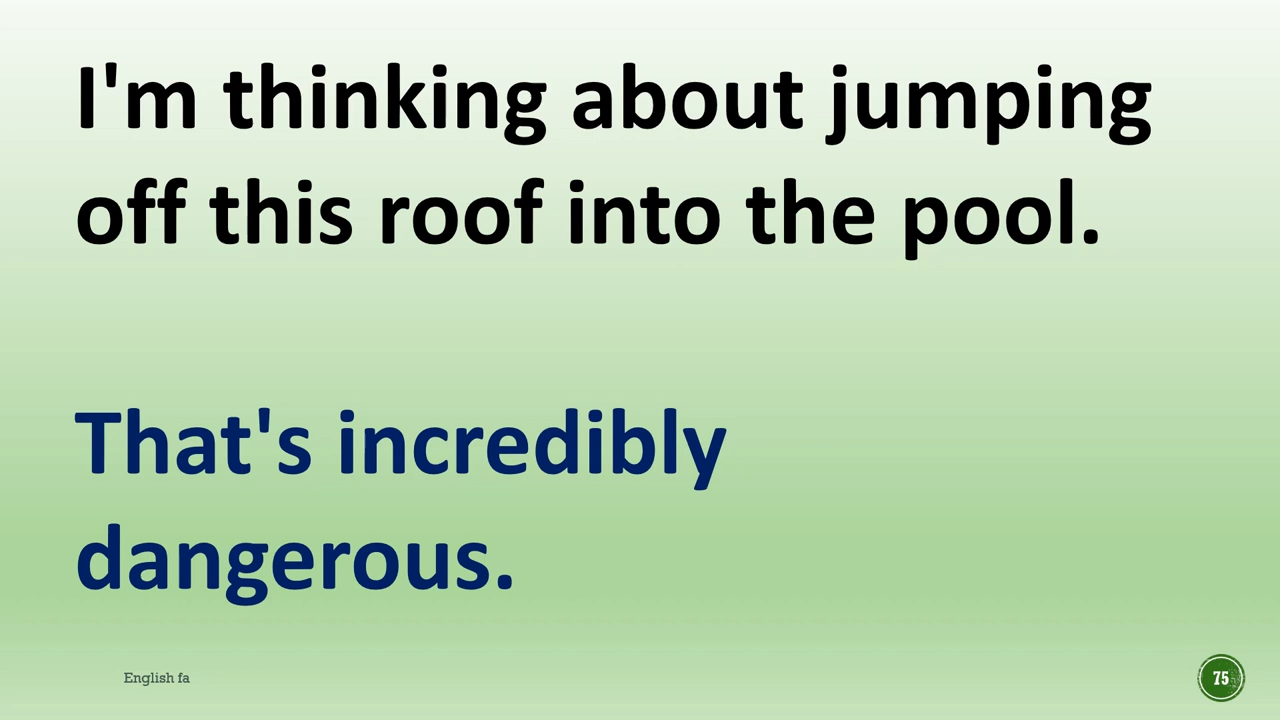 I'm thinking about jumping
off this roof into the pool.
That's incredibly
dangerous.
English fa
75